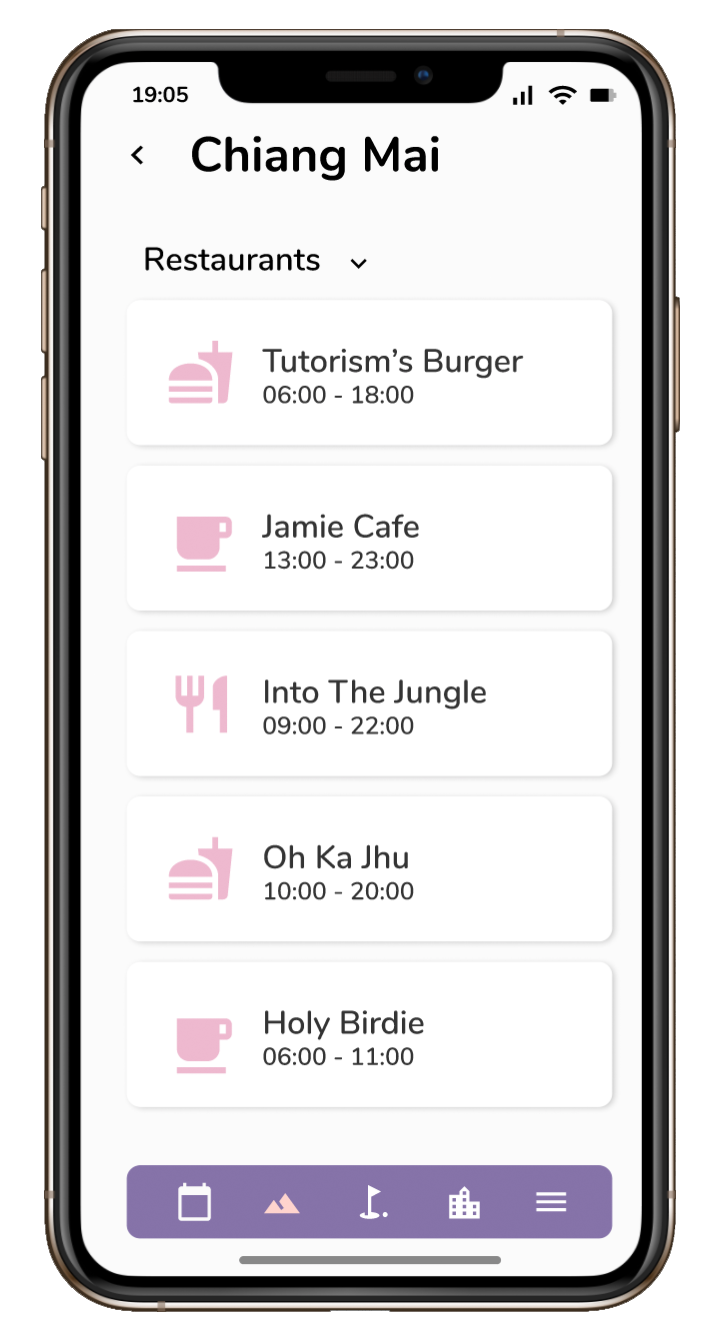 19:05
Chiang Mai
Restaurants
Tutorism’s Burger
06:00 - 18:00
Jamie Cafe
13:00 - 23:00
Into The Jungle
09:00 - 22:00
Oh Ka Jhu
10:00 - 20:00
Holy Birdie
06:00 - 11:00